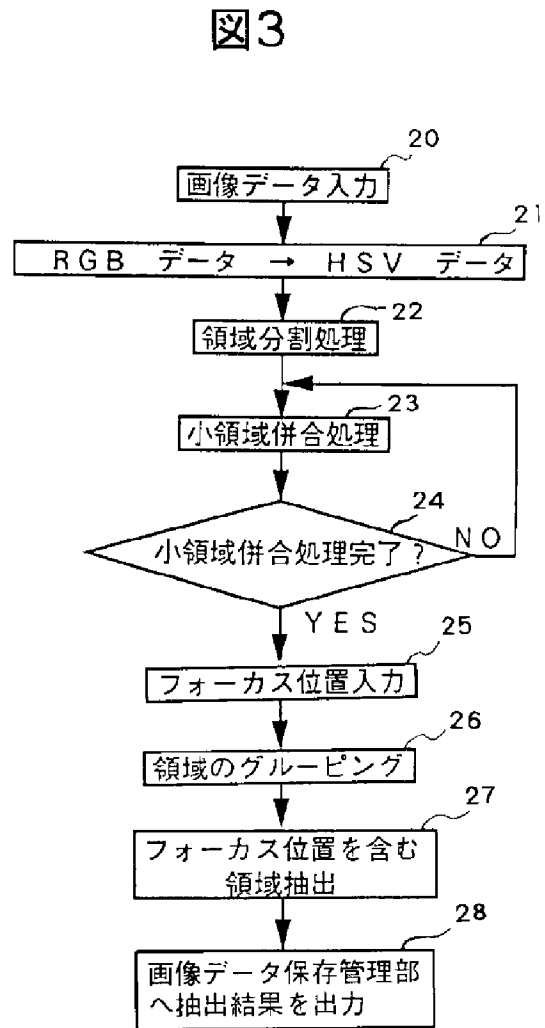 図3
20
画像データ入力
21
RGB データ → HSV データ
22
領域分割処理
23
小領域併合処理
24
小領域併合処理完了?
NO
YES
25
フォーカス位置入力
26
領域のグルーピング
27
フォーカス位置を含む
領域抽出
28
画像データ保存管理部
へ抽出結果を出力